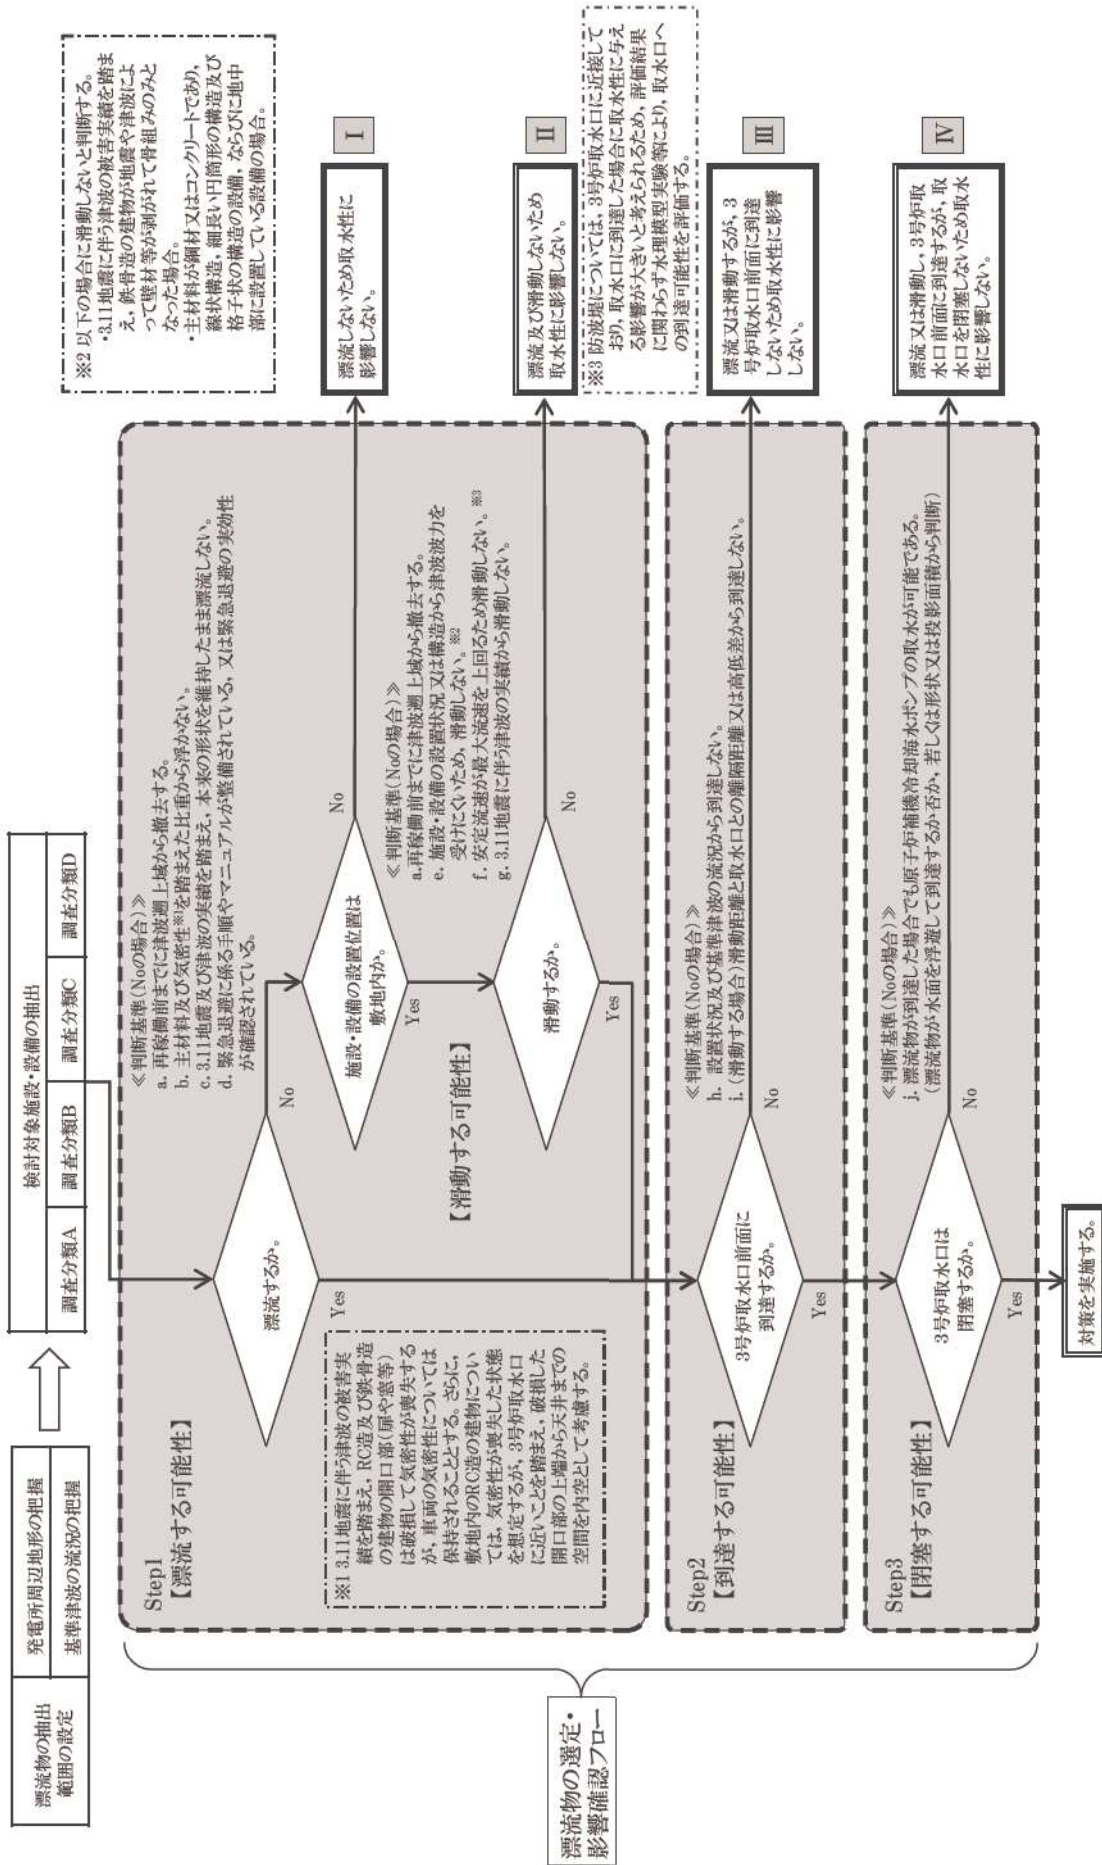 漂流物の抽出
範囲の設定
発電所周辺地形の把握
基準津波の流況の把握
検討対象施設・設備の抽出
調査分類A
調査分類B
調査分類C
調査分類D
漂流物の選定・
影響確認フロー
Step1
【漂流する可能性】
漂流するか。
No
Yes
≪判断基準(Noの場合)≫
a. 再稼働前までに津波遡上域から撤去する。
b. 主材料及び気密性※1を踏まえた比重から浮かない。
c. 3.11地震及び津波の実績を踏まえ、本来の形状を維持したまま漂流しない。
d. 緊急退避に係る手順やマニュアルが整備されている、又は緊急退避の実効性
が確認されている。
※1 3.11地震に伴う津波の被害実
績を踏まえ、RC造及び鉄骨造
の建物の開口部(扉や窓等)
は破損して気密性が喪失する
が、車両の気密性については
保持されることとする。さらに、
敷地内のRC造の建物につい
ては、気密性が喪失した状態
を想定するが、3号炉取水口
に近いことを踏まえ、破損した
開口部の上端から天井までの
空間を内空として考慮する。
施設・設備の設置位置は
敷地内か。
No
Yes
【滑動する可能性】
≪判断基準(Noの場合)≫
a.再稼働前までに津波遡上域から撤去する。
e. 施設・設備の設置状況又は構造から津波波力を
受けにくいため、滑動しない。※2
f. 安定流速が最大流速を上回るため滑動しない。※3
g. 3.11地震に伴う津波の実績から滑動しない。
滑動するか。
No
Yes
※2 以下の場合に滑動しないと判断する。
・3.11地震に伴う津波の被害実績を踏ま
え、鉄骨造の建物が地震や津波によ
って壁材等が剥がれて骨組みのみと
なった場合。
・主材料が鋼材又はコンクリートであり、
線状構造、細長い円筒形の構造及び
格子状の構造の設備、ならびに地中
部に設置している設備の場合。
漂流しないため取水性に
影響しない。
I
漂流及び滑動しないため
取水性に影響しない。
II
※3 防波堤については、3号炉取水口に近接して
おり、取水口に到達した場合に取水性に与え
る影響が大きいと考えられるため、評価結果
に関わらず水理模型実験等により、取水口へ
の到達可能性を評価する。
Step2
【到達する可能性】
3号炉取水口前面に
到達するか。
No
Yes
≪判断基準(Noの場合)≫
h. 設置状況及び基準津波の流況から到達しない。
i. (滑動する場合)滑動距離と取水口との離隔距離又は高低差から到達しない。
漂流又は滑動するが、3
号炉取水口前面に到達
しないため取水性に影響
しない。
III
Step3
【閉塞する可能性】
3号炉取水口は
閉塞するか。
No
Yes
≪判断基準(Noの場合)≫
j. 漂流物が到達した場合でも原子炉補機冷却海水ポンプの取水が可能である。
(漂流物が水面を浮遊して到達するか否か、若しくは形状又は投影面積から判断)
漂流又は滑動し、3号炉取
水口前面に到達するが、取
水口を閉塞しないため取水
性に影響しない。
IV
対策を実施する。